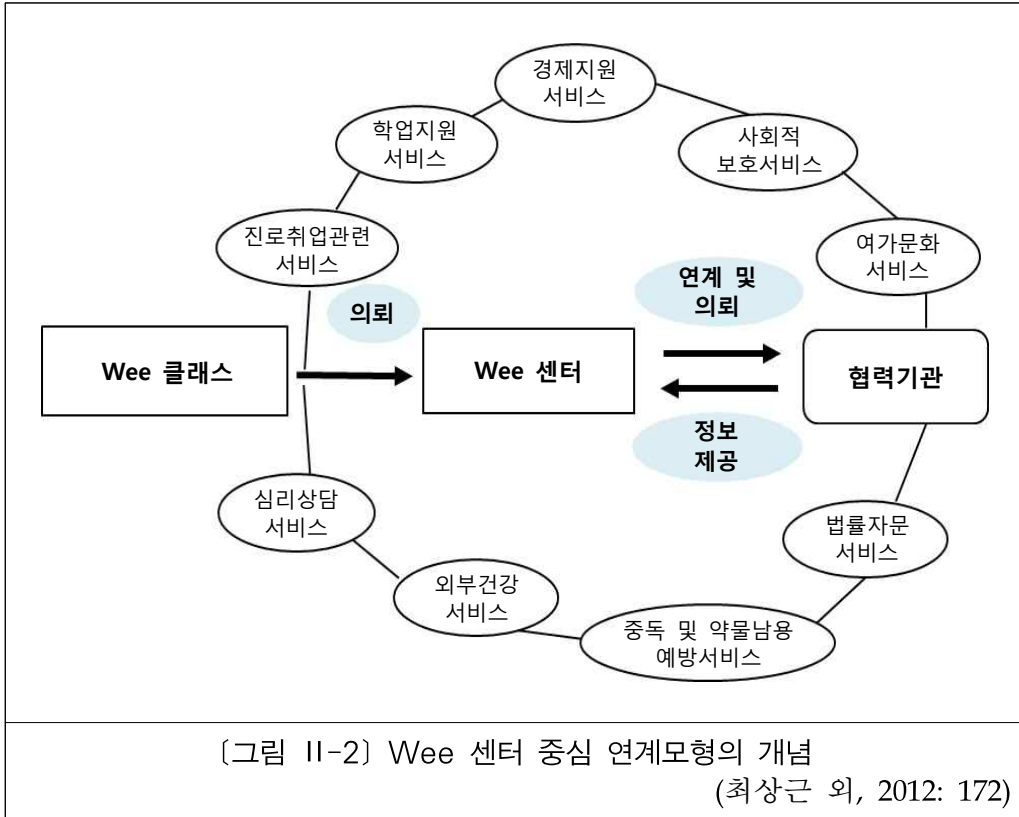 경제지원
서비스
학업지원
서비스
사회적
보호서비스
진로취업관련
서비스
여가문화
서비스
의뢰
연계 및
의뢰
Wee 클래스
Wee 센터
협력기관
정보
제공
심리상담
서비스
법률자문
서비스
외부건강
서비스
중독 및 약물남용
예방서비스
〔그림 Ⅱ-2〕 Wee 센터 중심 연계모형의 개념
(최상근 외, 2012: 172)